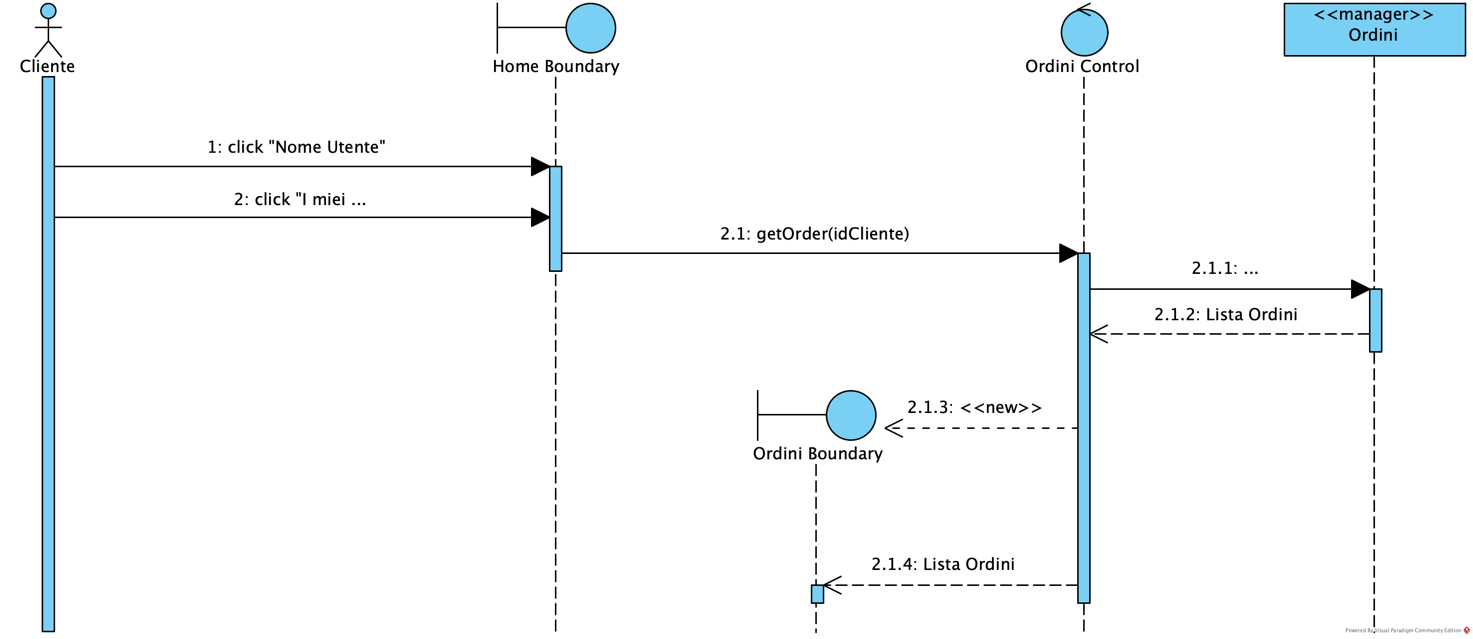 Cliente
Home Boundary
Ordini Control
<<manager>>
Ordini
1: click "Nome Utente"
2: click "I miei ...
2.1: getOrder(idCliente)
2.1.1: ...
2.1.2: Lista Ordini
2.1.3: <<new>>
Ordini Boundary
2.1.4: Lista Ordini
Powered By Visual Paradigm Community Edition